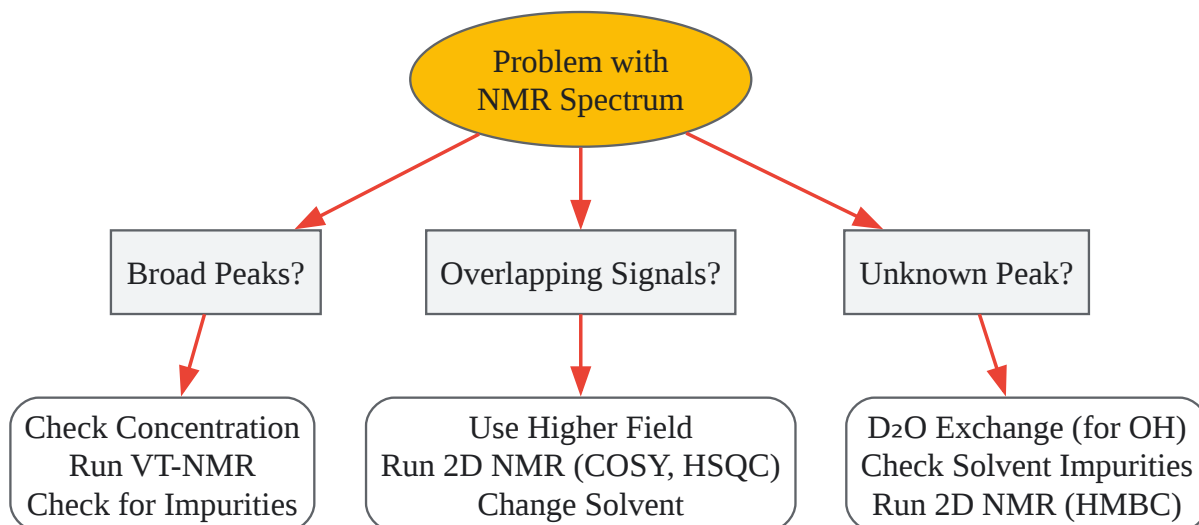 Problem with
NMR Spectrum
Broad Peaks?
Overlapping Signals?
Unknown Peak?
Check Concentration
Run VT-NMR
Check for Impurities
Use Higher Field
Run 2D NMR (COSY, HSQC)
Change Solvent
D₂O Exchange (for OH)
Check Solvent Impurities
Run 2D NMR (HMBC)